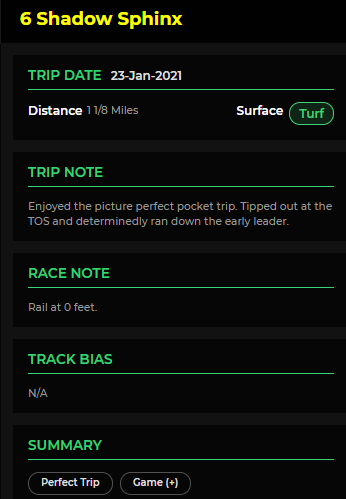 6 Shadow Sphinx
TRIP DATE 23-Jan-2021
Distance 1 1/8 Miles Surface Turf
TRIP NOTE
Enjoyed the picture perfect pocket trip. Tipped out at the
TOS and determinedly ran down the early leader.
RACE NOTE
Rail at 0 feet.
TRACK BIAS
N/A
SUMMARY
Perfect Trip Game (+)